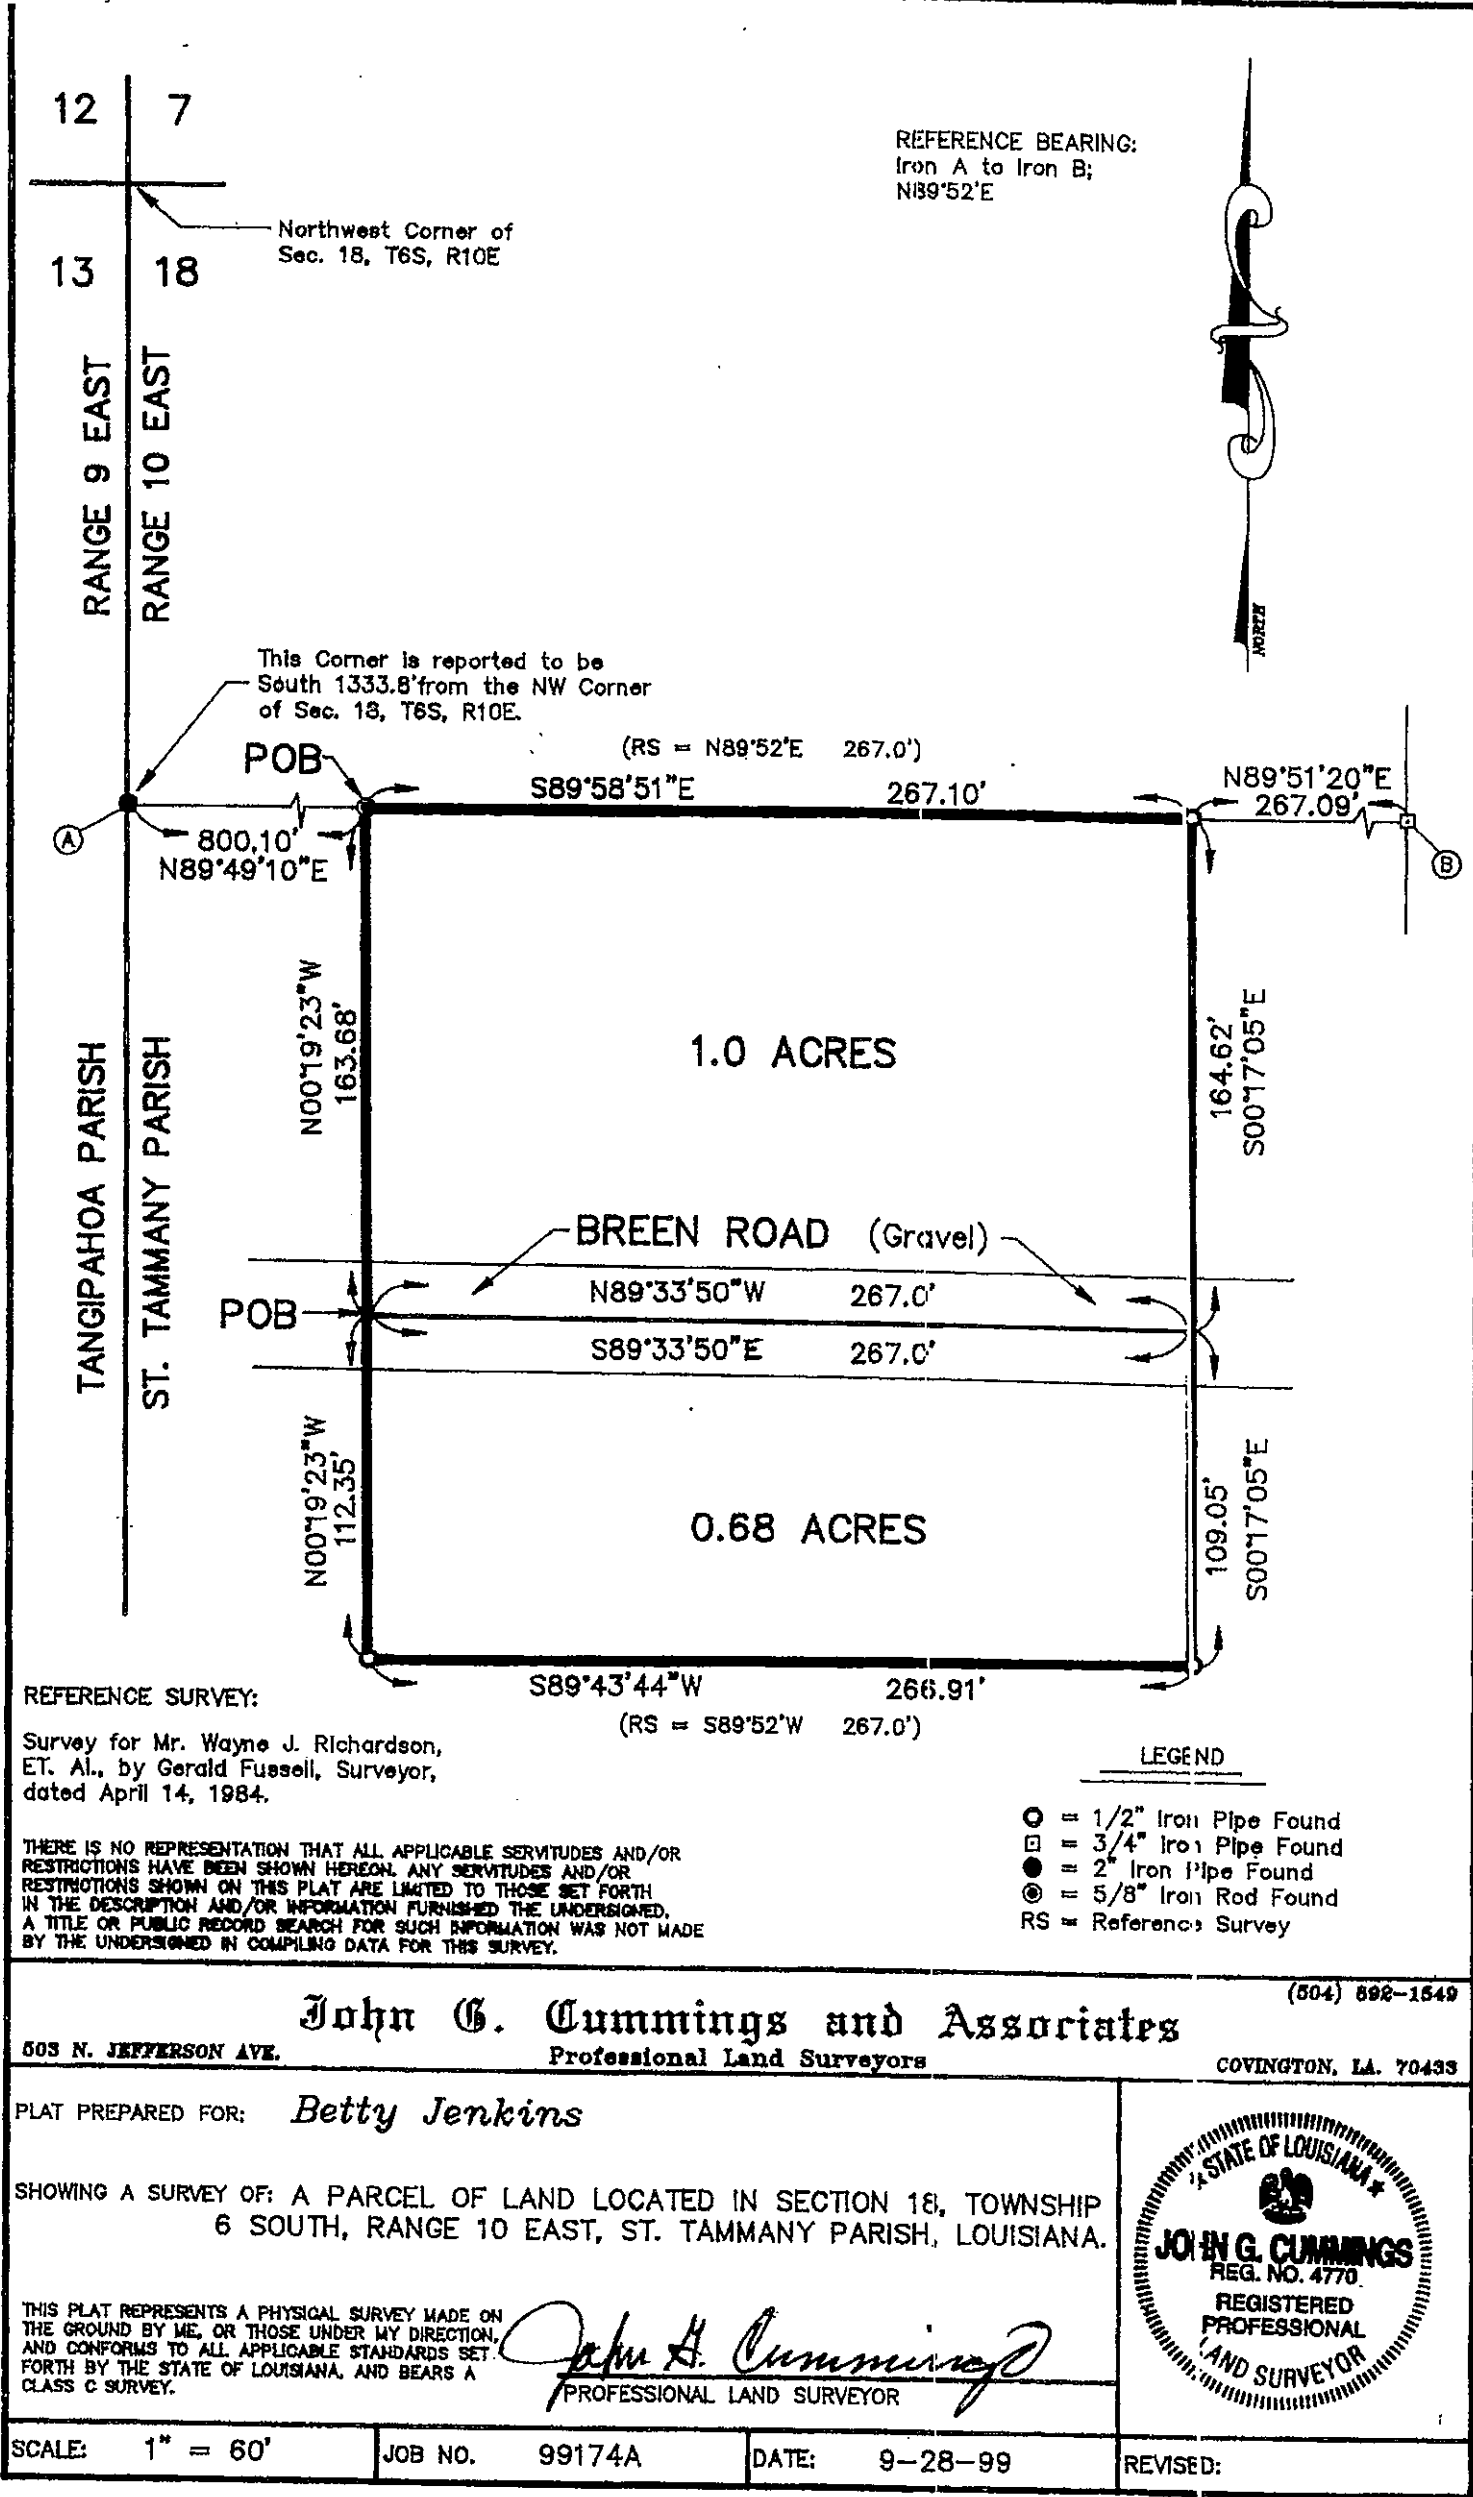 12 7
REFERENCE BEARING:
Iron A to Iron B;
N89°52'E
Northwest Corner of
Sec. 18, T6S, R10E
13 18
RANGE 9 EAST
RANGE 10 EAST
NORTH
This Corner is reported to be
South 1333.8' from the NW Corner
of Sec. 18, T6S, R10E.
POB
(RS = N89°52'E 267.0')
S89°58'51"E 267.10'
N89°51'20"E
267.09'
A
800.10'
N89°49'10"E
B
N00°19'23"W
163.68'
1.0 ACRES
164.62'
S00°17'05"E
TANGIPAHOA PARISH
ST. TAMMANY PARISH
BREEN ROAD (Gravel)
N89°33'50"W 267.0'
POB
S89°33'50"E 267.0'
N00°19'23"W
112.35'
0.68 ACRES
109.05'
S00°17'05"E
S89°43'44"W 266.91'
(RS = S89°52'W 267.0')
REFERENCE SURVEY:
Survey for Mr. Wayne J. Richardson,
ET. Al., by Gerald Fussell, Surveyor,
dated April 14, 1984.
LEGEND
= 1/2" Iron Pipe Found
= 3/4" Iron Pipe Found
= 2" Iron Pipe Found
= 5/8" Iron Rod Found
RS = Reference Survey
THERE IS NO REPRESENTATION THAT ALL APPLICABLE SERVITUDES AND/OR
RESTRICTIONS HAVE BEEN SHOWN HEREON. ANY SERVITUDES AND/OR
RESTRICTIONS SHOWN ON THIS PLAT ARE LIMITED TO THOSE SET FORTH
IN THE DESCRIPTION AND/OR INFORMATION FURNISHED THE UNDERSIGNED.
A TITLE OR PUBLIC RECORD SEARCH FOR SUCH INFORMATION WAS NOT MADE
BY THE UNDERSIGNED IN COMPILING DATA FOR THIS SURVEY.
(504) 892-1549
John G. Cummings and Associates
503 N. JEFFERSON AVE.
Professional Land Surveyors
COVINGTON, LA. 70433
PLAT PREPARED FOR: Betty Jenkins
SHOWING A SURVEY OF: A PARCEL OF LAND LOCATED IN SECTION 18, TOWNSHIP
6 SOUTH, RANGE 10 EAST, ST. TAMMANY PARISH, LOUISIANA.
STATE OF LOUISIANA
JOHN G. CUMMINGS
REG. NO. 4770
REGISTERED
PROFESSIONAL
LAND SURVEYOR
THIS PLAT REPRESENTS A PHYSICAL SURVEY MADE ON
THE GROUND BY ME, OR THOSE UNDER MY DIRECTION,
AND CONFORMS TO ALL APPLICABLE STANDARDS SET
FORTH BY THE STATE OF LOUISIANA, AND BEARS A
CLASS C SURVEY.
John G. Cummings
PROFESSIONAL LAND SURVEYOR
SCALE: 1" = 60'
JOB NO. 99174A
DATE: 9-28-99
REVISED: